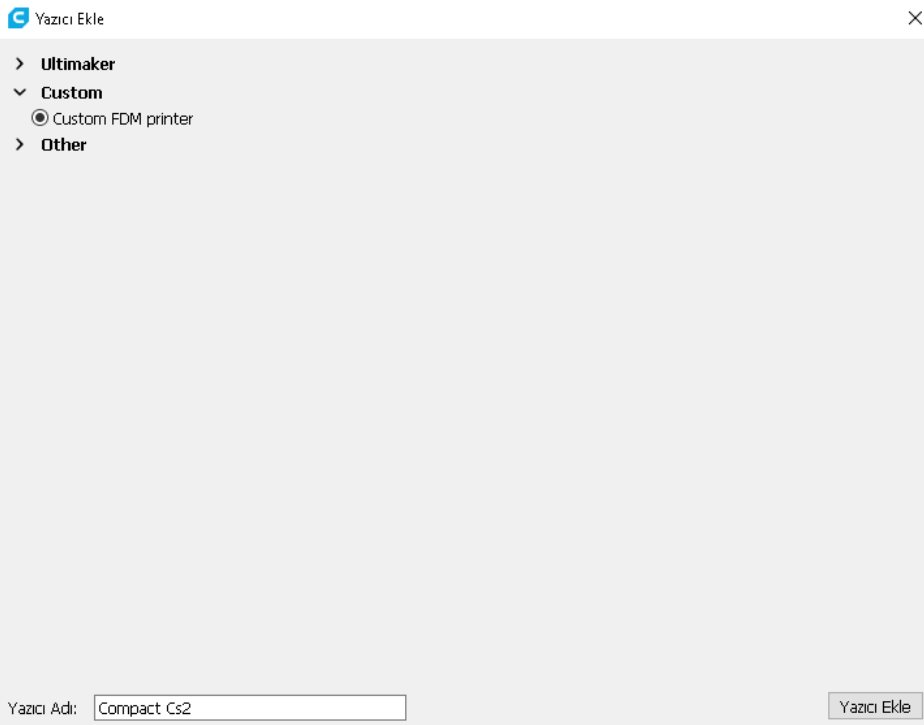 Yazıcı Ekle
Ultimaker
Custom
Custom FDM printer
Other
Yazıcı Adı: Compact Cs2
Yazıcı Ekle